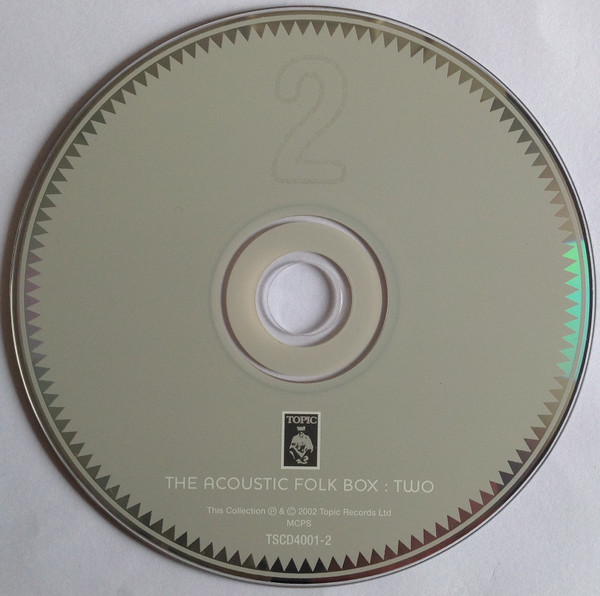 2
TOPIC
THE ACOUSTIC FOLK BOX : TWO
This Collection ℗ & © 2002 Topic Records Ltd
MCPS
TSCD4001-2